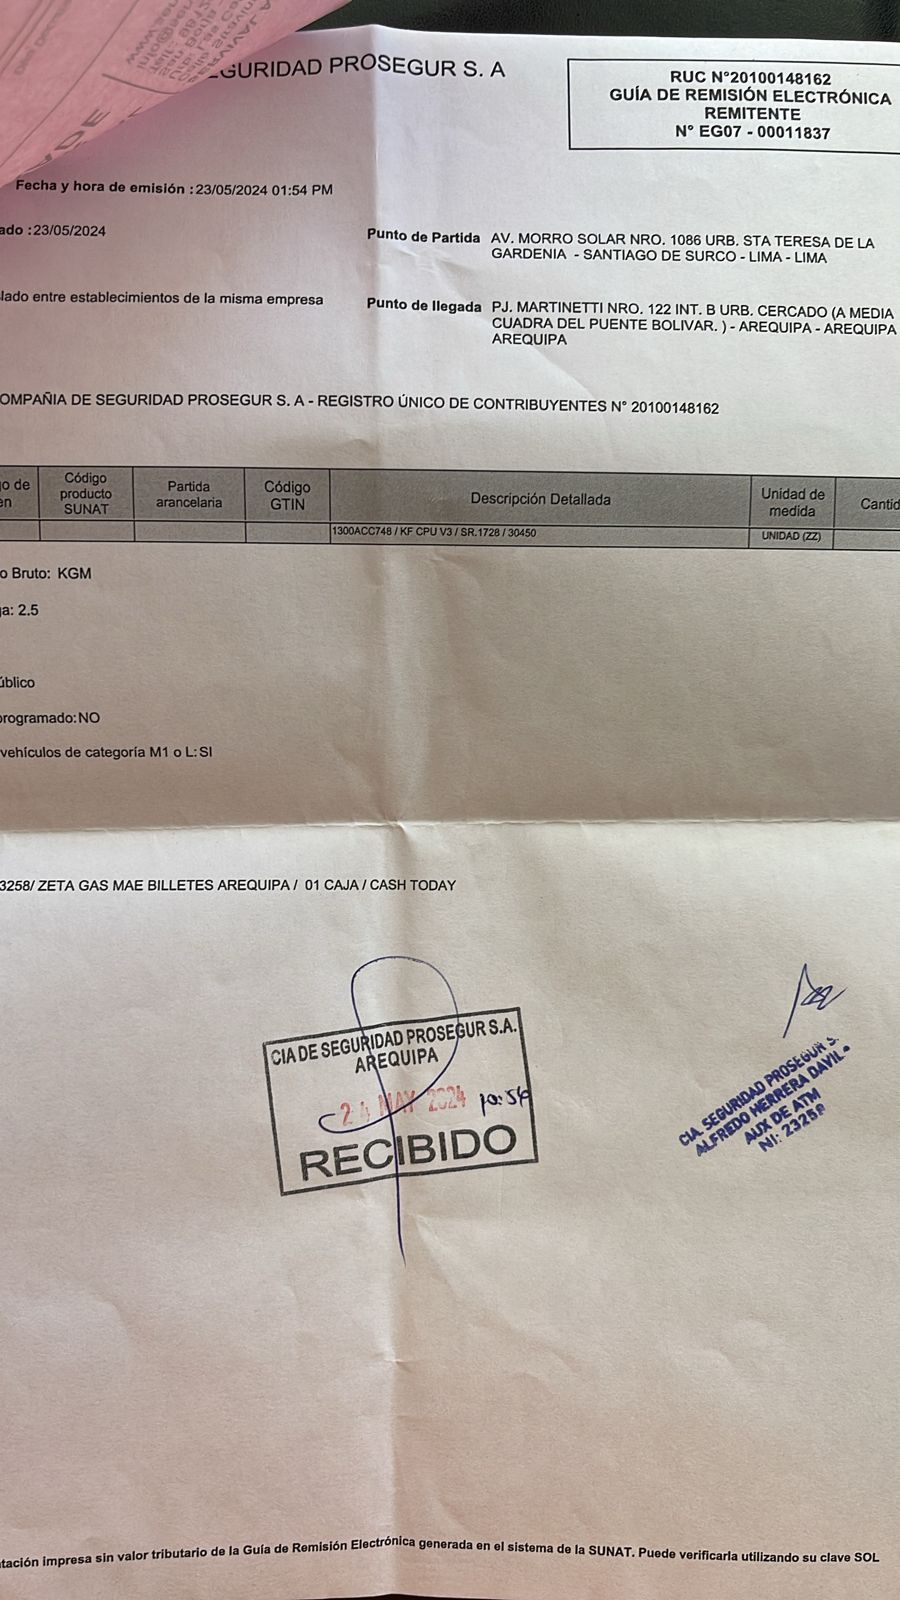 GURIDAD PROSEGUR S. A
RUC N°20100148162
GUÍA DE REMISIÓN ELECTRÓNICA
REMITENTE
N° EG07 - 00011837
Fecha y hora de emisión : 23/05/2024 01:54 PM
ado : 23/05/2024
Punto de Partida AV. MORRO SOLAR NRO. 1086 URB. STA TERESA DE LA
GARDENIA - SANTIAGO DE SURCO - LIMA - LIMA
lado entre establecimientos de la misma empresa
Punto de llegada PJ. MARTINETTI NRO. 122 INT. B URB. CERCADO (A MEDIA
CUADRA DEL PUENTE BOLIVAR. ) - AREQUIPA - AREQUIPA
AREQUIPA
OMPAÑIA DE SEGURIDAD PROSEGUR S. A - REGISTRO ÚNICO DE CONTRIBUYENTES N° 20100148162
go de
en
Código
producto
SUNAT
Partida
arancelaria
Código
GTIN
Descripción Detallada
Unidad de
medida
Cantid
1300ACC748 / KF CPU V3 / SR.1728 / 30450
UNIDAD (ZZ)
o Bruto: KGM
ga: 2.5
úblico
programado: NO
vehículos de categoría M1 o L: SI
3258/ ZETA GAS MAE BILLETES AREQUIPA / 01 CAJA / CASH TODAY
CIA DE SEGURIDAD PROSEGUR S.A.
AREQUIPA
24 MAY 2024 10:54
RECIBIDO
CIA. SEGURIDAD PROSEGUR S.
ALFREDO HERRERA DAVIL
AUX DE ATM
NI: 23258
tación impresa sin valor tributario de la Guía de Remisión Electrónica generada en el sistema de la SUNAT. Puede verificarla utilizando su clave SOL